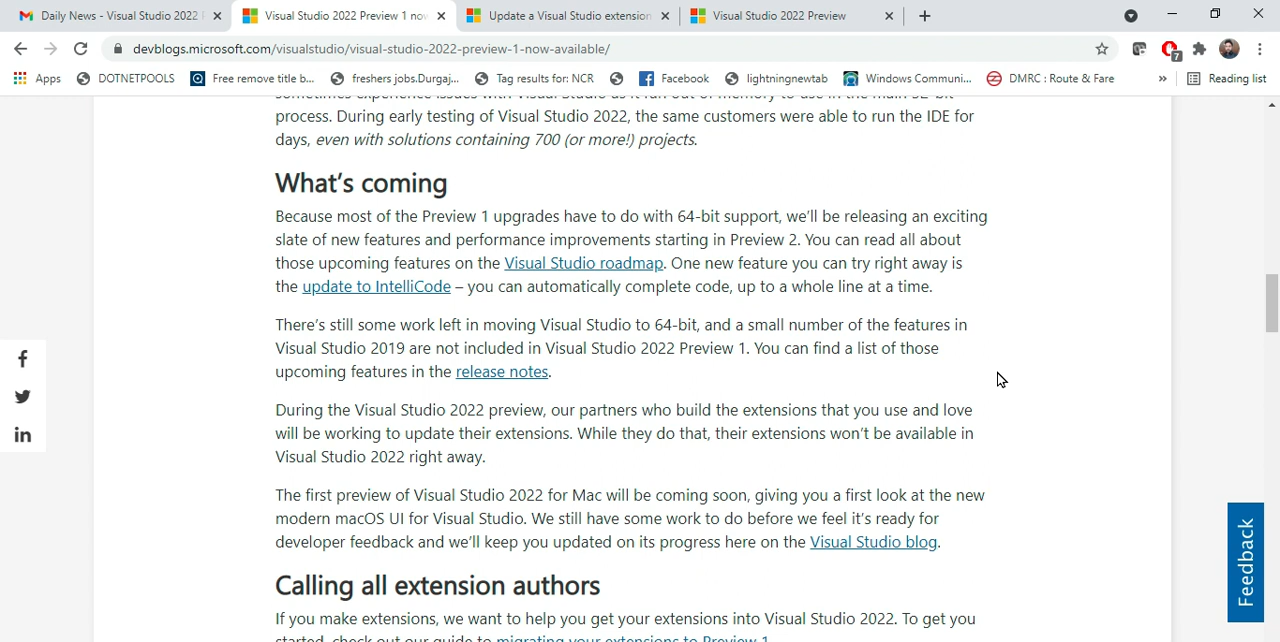 Daily News - Visual Studio 2022 
Visual Studio 2022 Preview 1 now
Update a Visual Studio extension
Visual Studio 2022 Preview
devblogs.microsoft.com/visualstudio/visual-studio-2022-preview-1-now-available/
7
Apps
DOTNETPOOLS
Free remove title b...
freshers jobs.Durgaj...
Tag results for: NCR
Facebook
lightningnewtab
Windows Communi...
DMRC : Route & Fare
»
Reading list
sometimes experience issues with Visual Studio as it ran out of memory to use in the main 32-bit
process. During early testing of Visual Studio 2022, the same customers were able to run the IDE for
days, even with solutions containing 700 (or more!) projects.
What's coming
Because most of the Preview 1 upgrades have to do with 64-bit support, we'll be releasing an exciting
slate of new features and performance improvements starting in Preview 2. You can read all about
those upcoming features on the Visual Studio roadmap. One new feature you can try right away is
the update to IntelliCode – you can automatically complete code, up to a whole line at a time.
There's still some work left in moving Visual Studio to 64-bit, and a small number of the features in
Visual Studio 2019 are not included in Visual Studio 2022 Preview 1. You can find a list of those
upcoming features in the release notes.
During the Visual Studio 2022 preview, our partners who build the extensions that you use and love
will be working to update their extensions. While they do that, their extensions won't be available in
Visual Studio 2022 right away.
The first preview of Visual Studio 2022 for Mac will be coming soon, giving you a first look at the new
modern macOS UI for Visual Studio. We still have some work to do before we feel it's ready for
developer feedback and we'll keep you updated on its progress here on the Visual Studio blog.
Calling all extension authors
If you make extensions, we want to help you get your extensions into Visual Studio 2022. To get you
started, check out our guide to migrating your extensions to Preview 1.
Feedback